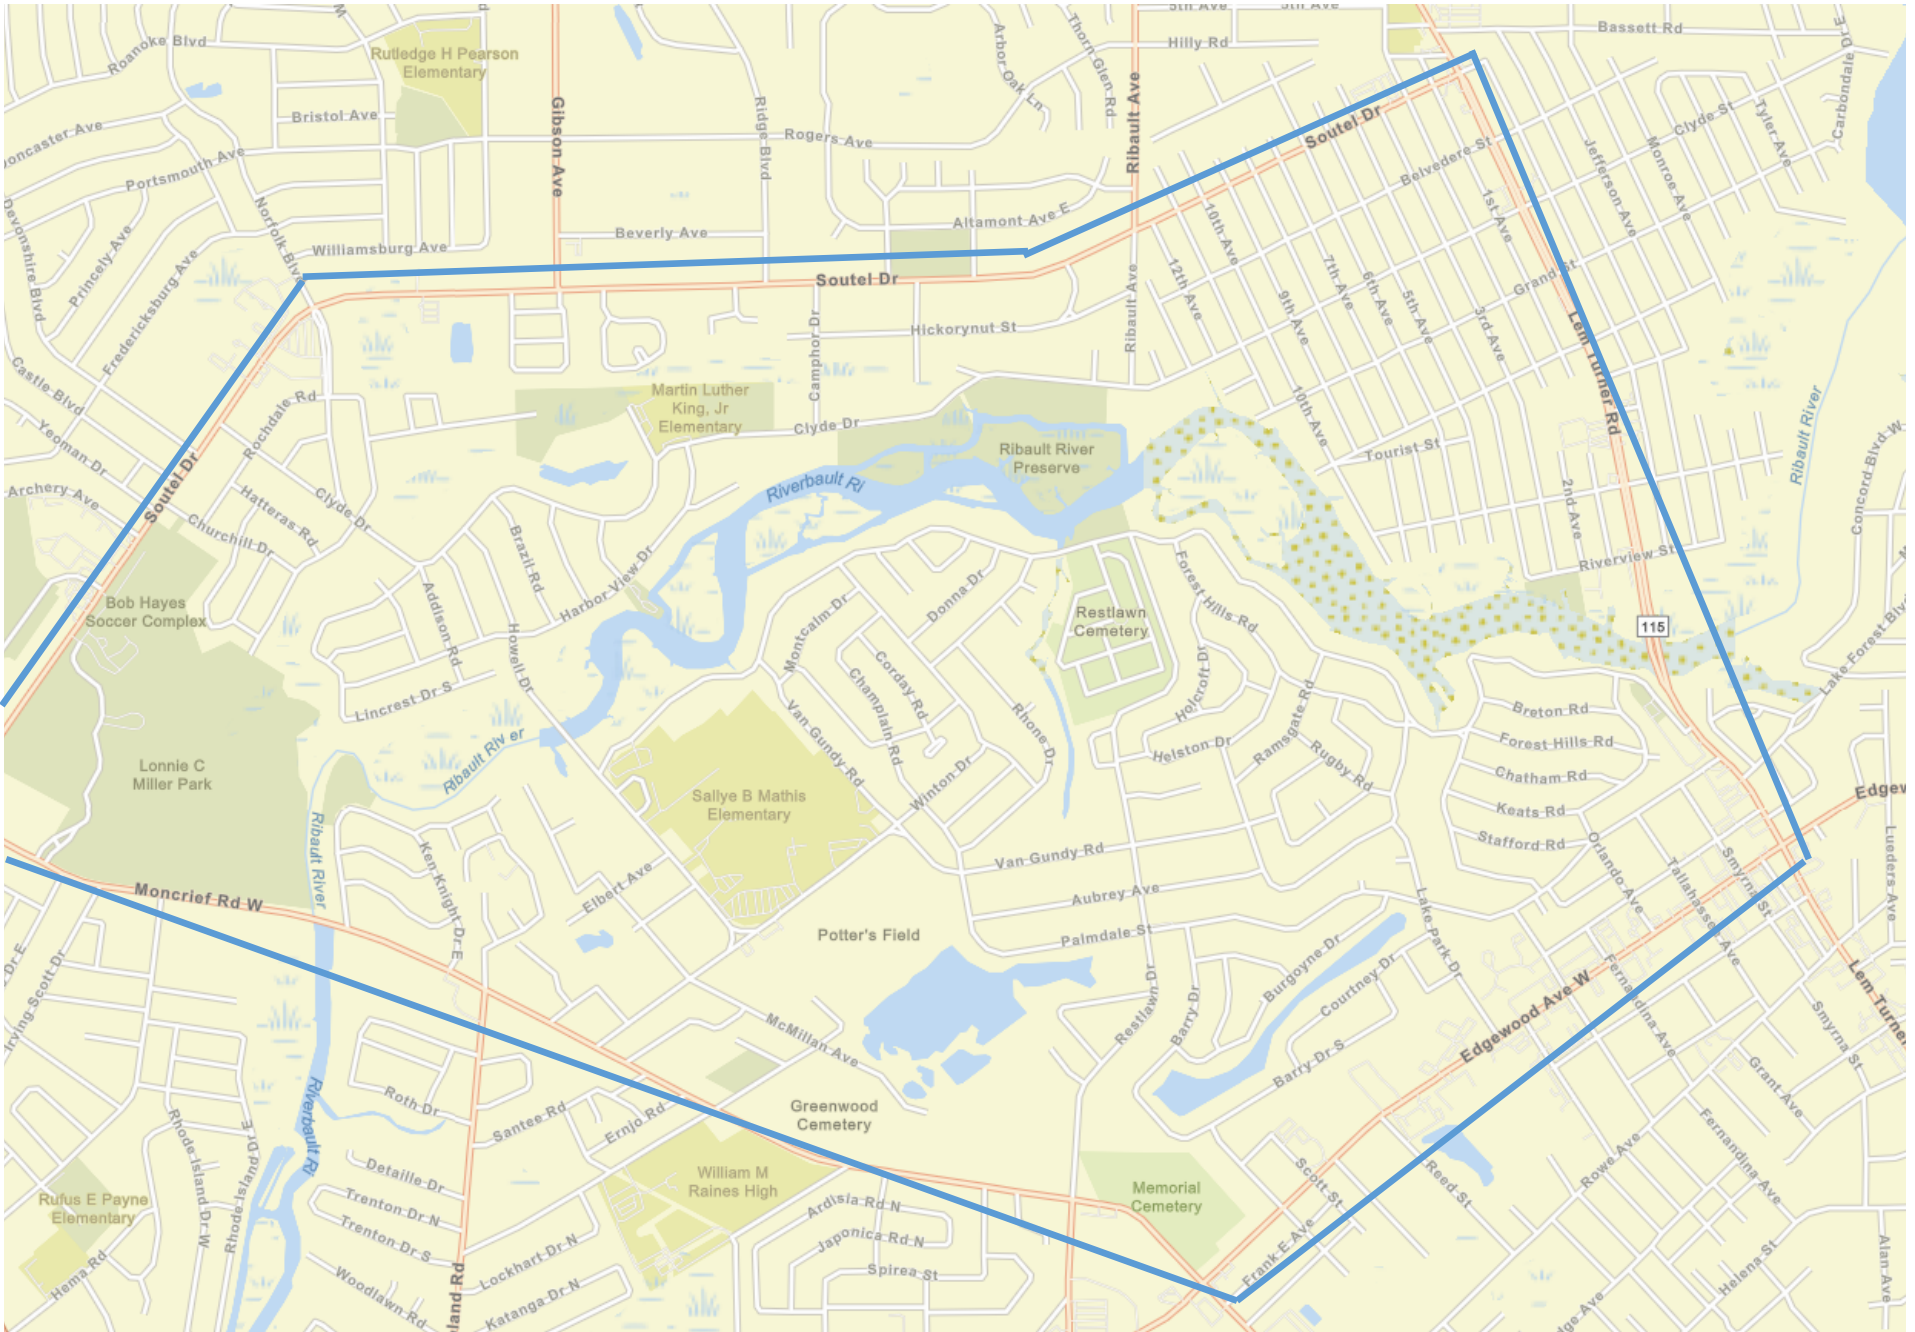 5th Ave
5th Ave
Bassett Rd
Carbondale Dr E
Roanoke Blvd
Rutledge H Pearson
Elementary
Arbor Oak Ln
Thorn Glen Rd
Hilly Rd
Ribault Ave
Gibson Ave
Ridge Blvd
Bristol Ave
Rogers Ave
Soutel Dr
Clyde St
Tyler Ave
Monroe Ave
Jefferson Ave
Belvedere St
Portsmouth Ave
Devonshire Blvd
Princely Ave
Fredericksburg Ave
Norfolk Blvd
Williamsburg Ave
Beverly Ave
Altamont Ave E
10th Ave
1st Ave
Soutel Dr
12th Ave
7th Ave
6th Ave
5th Ave
Grand St
9th Ave
3rd Ave
Ribault Ave
Hickorynut St
Camphor Dr
Lem Turner Rd
Castle Blvd
Yeoman Dr
Rochdale Rd
Martin Luther
King, Jr
Elementary
Clyde Dr
10th Ave
Tourist St
Ribault River
Concord Blvd W
Archery Ave
Soutel Dr
Churchill Dr
Hatteras Rd
Clyde Dr
Riverbault Ri
Ribault River
Preserve
2nd Ave
Riverview St
Brazil Rd
Harbor View Dr
Addison Rd
Howell Dr
Bob Hayes
Soccer Complex
Donna Dr
Montcalm Dr
Restlawn
Cemetery
Forest Hills Rd
115
Lake Forest Blvd
Lincrest Dr S
Corday Rd
Champlain Rd
Rhone Dr
Holcroft Dr
Helston Dr
Ramsgate Rd
Rugby Rd
Breton Rd
Forest Hills Rd
Chatham Rd
Keats Rd
Stafford Rd
Lonnie C
Miller Park
Ribault River
Ribault River
Van Gundy Rd
Winton Dr
Sallye B Mathis
Elementary
Edgew
Lueders Ave
Orlando Ave
Tallahassee Ave
Smyrna St
Van Gundy Rd
Aubrey Ave
Palmdale St
Moncrief Rd W
Ken Knight Dr E
Elbert Ave
Potter's Field
Lake Park Dr
Burgoyne Dr
Courtney Dr
Barry Dr
Barry Dr S
Restlawn Dr
Edgewood Ave W
Fernandina Ave
Lem Turner
Dr E
Irving Scott Dr
McMillan Ave
Smyrna St
Grant Ave
Fernandina Ave
Greenwood
Cemetery
Riverbault Ri
Roth Dr
Santee Rd
Ernjo Rd
Rhode Island Dr W
Rhode Island Dr E
Detaille Dr
Trenton Dr N
Trenton Dr S
Woodlawn Rd
Rufus E Payne
Elementary
Hema Rd
William M
Raines High
Ardisia Rd N
Japonica Rd N
Spirea St
Lockhart Dr N
Katanga Dr N
land Rd
Memorial
Cemetery
Scott St
Frank E Ave
Reed St
Rowe Ave
Helena St
Alan Ave
dge Ave